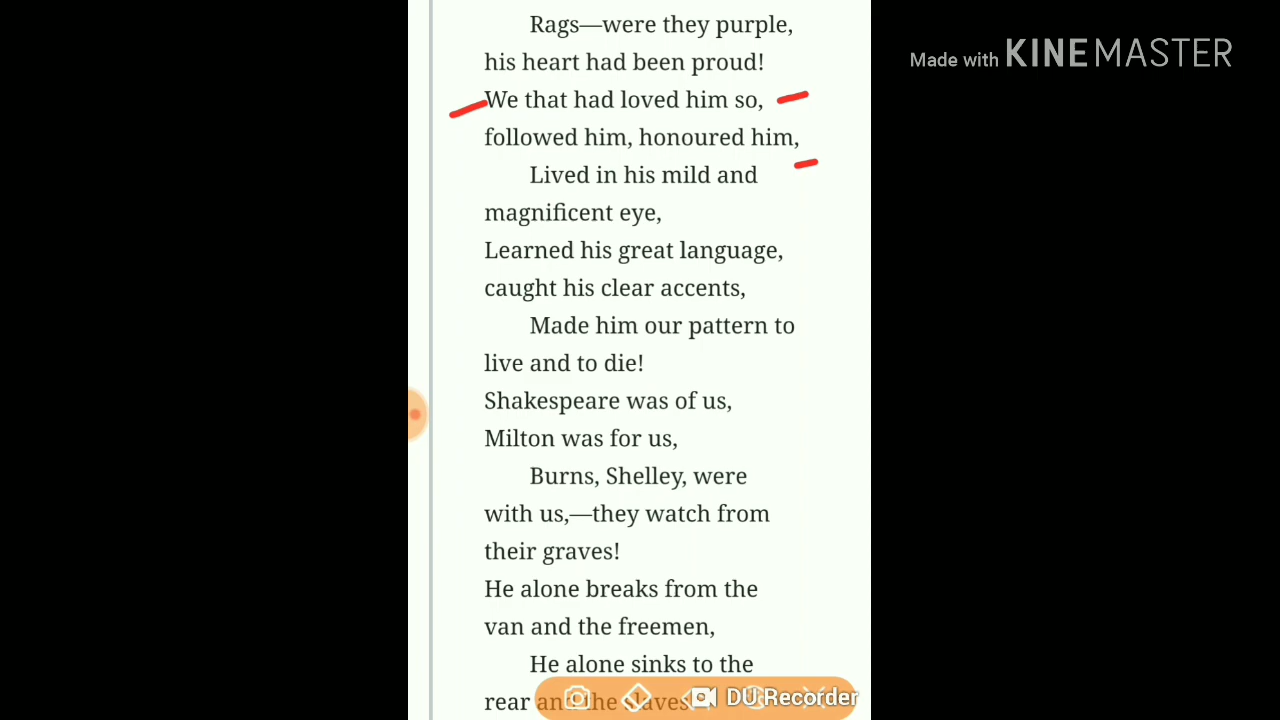 Rags—were they purple,
his heart had been proud!
We that had loved him so,
followed him, honoured him,
Lived in his mild and
magnificent eye,
Learned his great language,
caught his clear accents,
Made him our pattern to
live and to die!
Shakespeare was of us,
Milton was for us,
Burns, Shelley, were
with us,—they watch from
their graves!
He alone breaks from the
van and the freemen,
He alone sinks to the
rear and the slaves
Made with KINEMASTER
DU Recorder